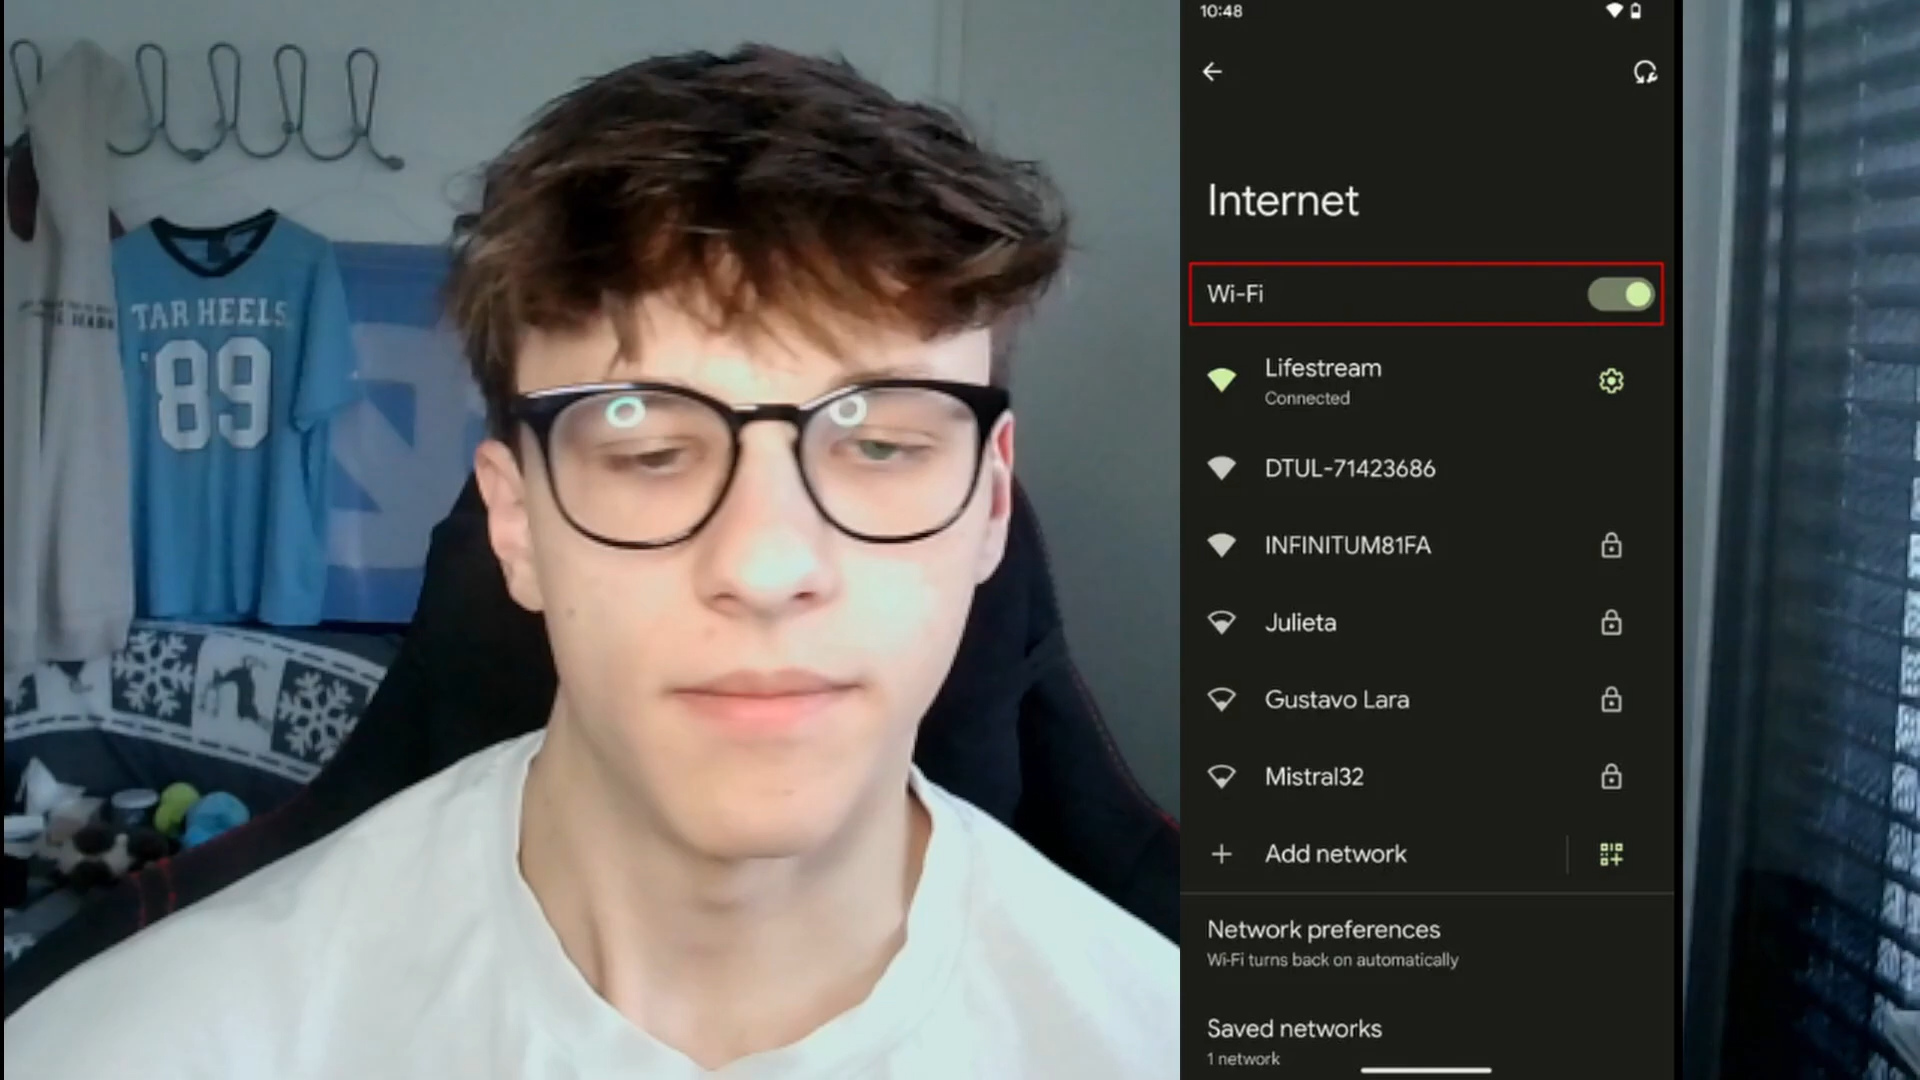 TAR HEELS
89
10:48
Internet
Wi-Fi
Lifestream
Connected
DTUL-71423686
INFINITUM81FA
Julieta
Gustavo Lara
Mistral32
Add network
Network preferences
Wi-Fi turns back on automatically
Saved networks
1 network